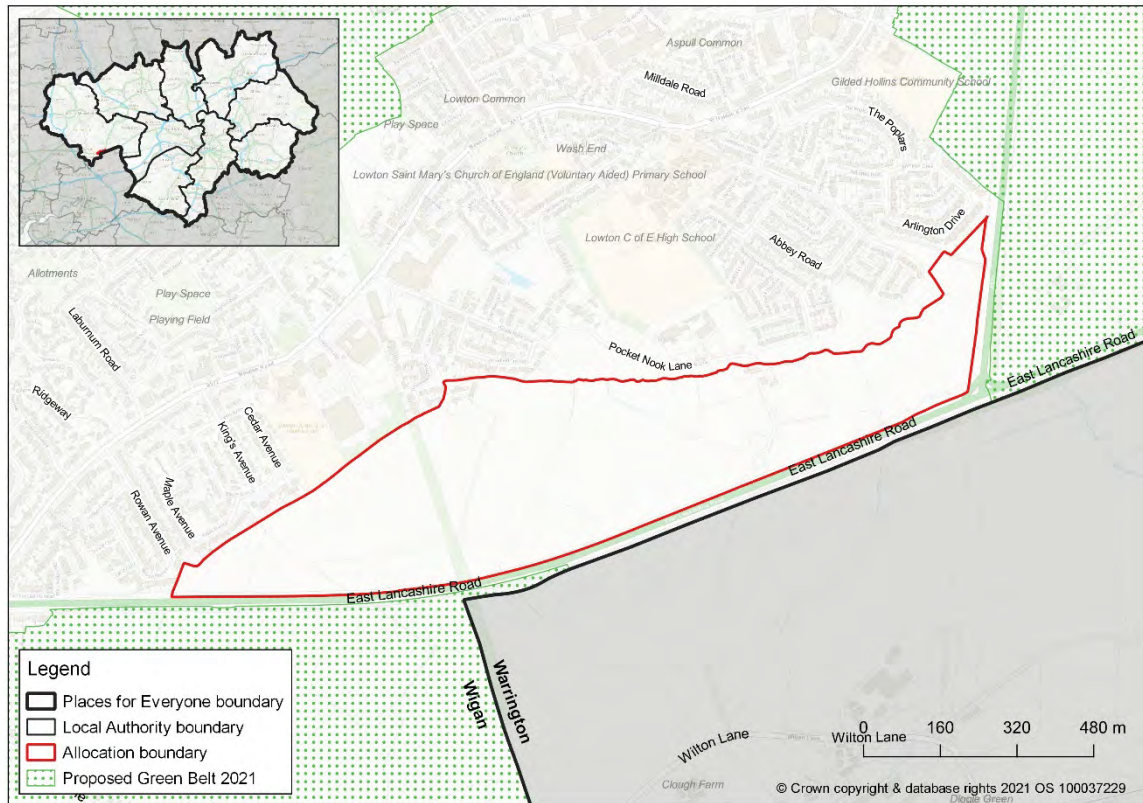 Aspull Common
Milldale Road
Gilded Hollins Community School
Lowton Common
The Poplars
Play Space
Wash End
Lowton Saint Mary's Church of England (Voluntary Aided) Primary School
Arlington Drive
Lowton C of E High School
Abbey Road
Allotments
Play Space
Laburnum Road
Playing Field
Pocket Nook Lane
East Lancashire Road
Ridgeway
Cedar Avenue
King's Avenue
East Lancashire Road
Maple Avenue
Rowan Avenue
East Lancashire Road
Warrington
Wigan
Legend
Places for Everyone boundary
Local Authority boundary
Allocation boundary
Proposed Green Belt 2021
0 160 320 480 m
Wilton Lane
Wilton Lane
Clough Farm
Diggle Green
© Crown copyright & database rights 2021 OS 100037229